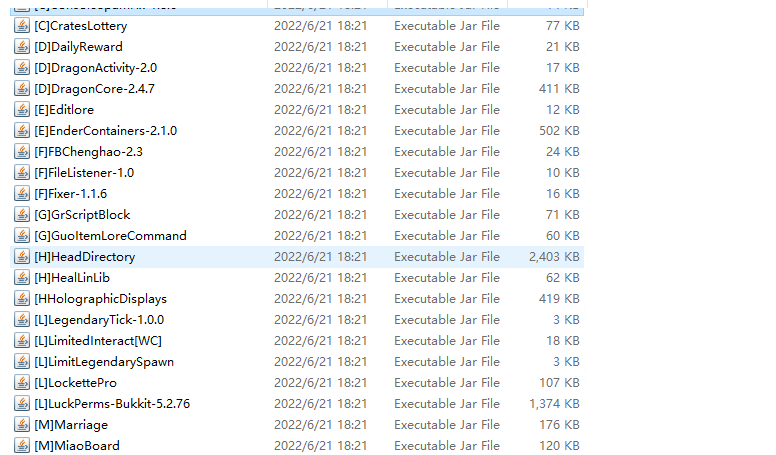 [C]CratesLottery 2022/6/21 18:21 Executable Jar File 77 KB
[D]DailyReward 2022/6/21 18:21 Executable Jar File 21 KB
[D]DragonActivity-2.0 2022/6/21 18:21 Executable Jar File 17 KB
[D]DragonCore-2.4.7 2022/6/21 18:21 Executable Jar File 411 KB
[E]Editlore 2022/6/21 18:21 Executable Jar File 12 KB
[E]EnderContainers-2.1.0 2022/6/21 18:21 Executable Jar File 502 KB
[F]FBChenghao-2.3 2022/6/21 18:21 Executable Jar File 24 KB
[F]FileListener-1.0 2022/6/21 18:21 Executable Jar File 10 KB
[F]Fixer-1.1.6 2022/6/21 18:21 Executable Jar File 16 KB
[G]GrScriptBlock 2022/6/21 18:21 Executable Jar File 71 KB
[G]GuoItemLoreCommand 2022/6/21 18:21 Executable Jar File 60 KB
[H]HeadDirectory 2022/6/21 18:21 Executable Jar File 2,403 KB
[H]HealLinLib 2022/6/21 18:21 Executable Jar File 62 KB
[HHolographicDisplays 2022/6/21 18:21 Executable Jar File 419 KB
[L]LegendaryTick-1.0.0 2022/6/21 18:21 Executable Jar File 3 KB
[L]LimitedInteract[WC] 2022/6/21 18:21 Executable Jar File 18 KB
[L]LimitLegendarySpawn 2022/6/21 18:21 Executable Jar File 3 KB
[L]LockettePro 2022/6/21 18:21 Executable Jar File 107 KB
[L]LuckPerms-Bukkit-5.2.76 2022/6/21 18:21 Executable Jar File 1,374 KB
[M]Marriage 2022/6/21 18:21 Executable Jar File 176 KB
[M]MiaoBoard 2022/6/21 18:21 Executable Jar File 120 KB